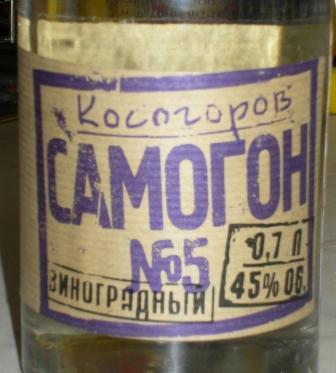 Косогоров
САМОГОН
№5
ВИНОГРАДНЫЙ
0,7 Л
45% Об.